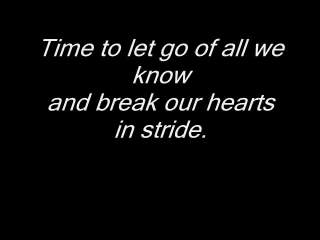 Time to let go of all we
know
and break our hearts
in stride.